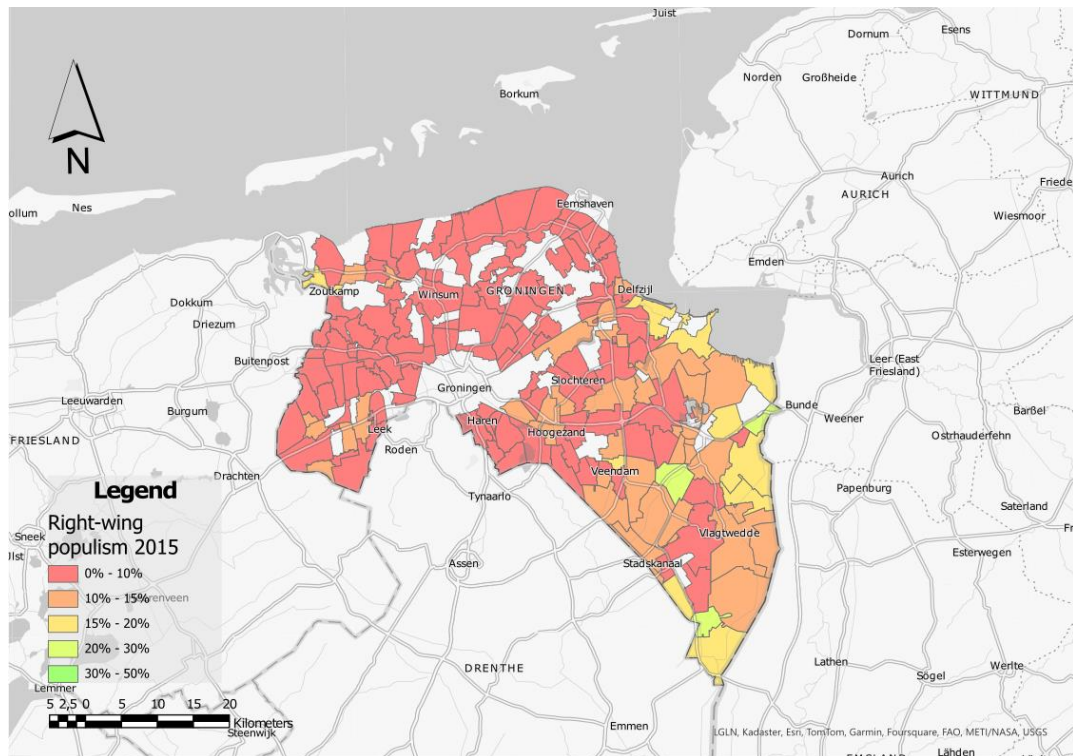 Juist
Dornum
Esens
Norden
Großheide
Borkum
WITTMUND
Aurich
AURICH
Friede
Nes
ollum
Wiesmoor
Eemshaven
Emden
Zoutkamp
Winsum
GRONINGEN
Delfzijl
Dokkum
Driezum
Buitenpost
Leer (East
Friesland)
Groningen
Slochteren
Bunde
Weener
Barßel
Leeuwarden
Burgum
FRIESLAND
Leek
Haren
Hoogezand
Ostrhauderfehn
Roden
Drachten
Veendam
Tynaarlo
Papenburg
Saterland
Legend
Right-wing
populism 2015
0% - 10%
10% - 15%
15% - 20%
20% - 30%
30% - 50%
Sneek
Vlagtwedde
Esterwegen
Assen
Stadskanaal
DRENTHE
Lathen
Sögel
Werlte
Lemmer
5 2,5 0 5 10 15 20
Kilometers
Steenwijk
Emmen
LGLN, Kadaster, Esri, TomTom, Garmin, Foursquare, FAO, METI/NASA, USGS
Lähden
N